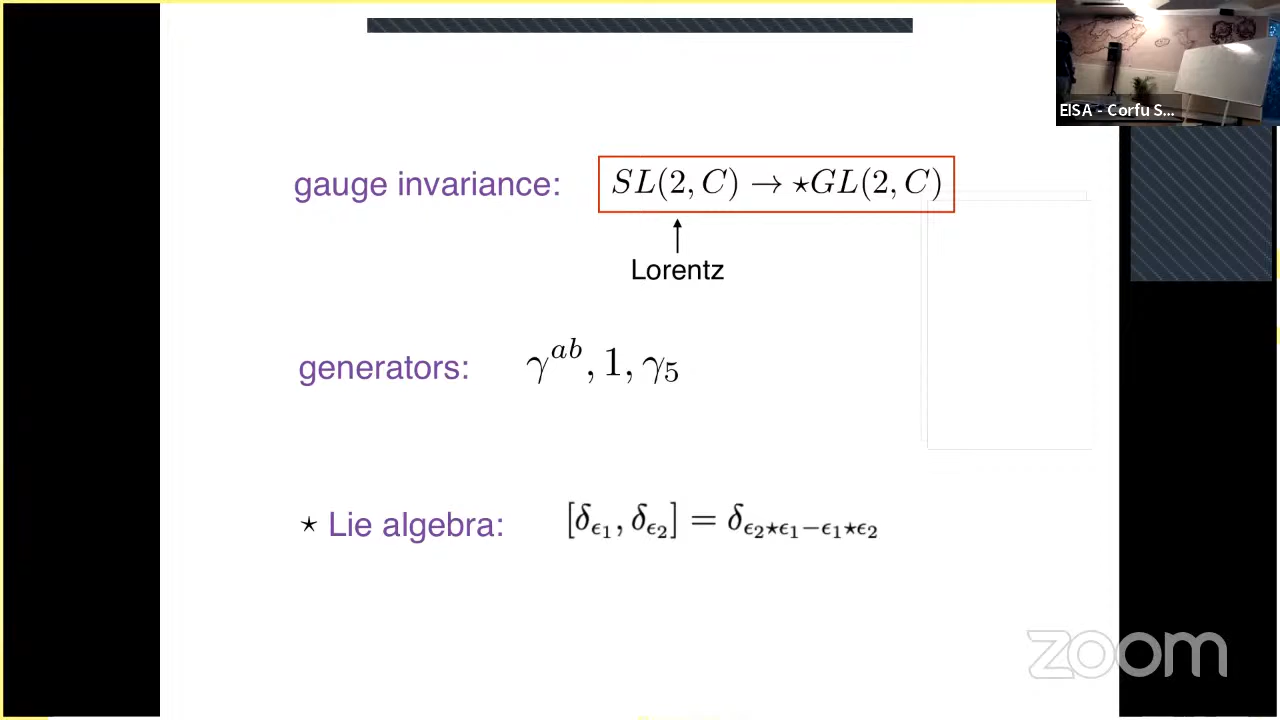 EISA - Corfu S...
gauge invariance: SL(2, C) → ⋆GL(2, C)
Lorentz
generators: γ^{ab}, 1, γ_5
⋆ Lie algebra: [δ_{ϵ_1}, δ_{ϵ_2}] = δ_{ϵ_2⋆ϵ_1−ϵ_1⋆ϵ_2}
zoom